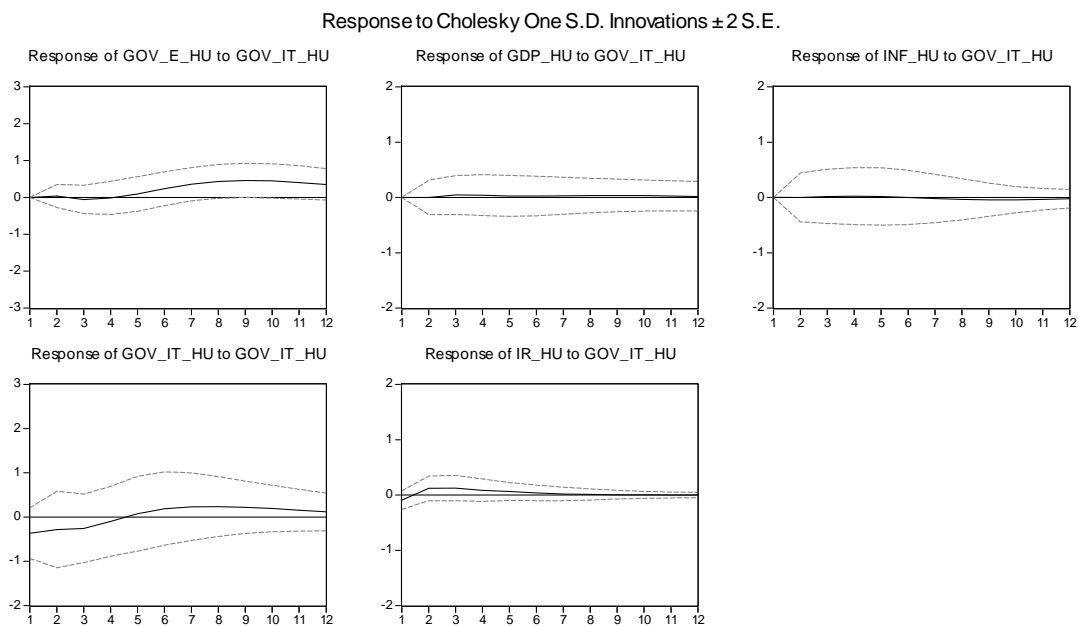 Response to Cholesky One S.D. Innovations ± 2 S.E.
Response of GOV_E_HU to GOV_IT_HU
3
2
1
0
-1
-2
-3
1 2 3 4 5 6 7 8 9 10 11 12
Response of GDP_HU to GOV_IT_HU
2
1
0
-1
-2
1 2 3 4 5 6 7 8 9 10 11 12
Response of INF_HU to GOV_IT_HU
2
1
0
-1
-2
1 2 3 4 5 6 7 8 9 10 11 12
Response of GOV_IT_HU to GOV_IT_HU
3
2
1
0
-1
-2
1 2 3 4 5 6 7 8 9 10 11 12
Response of IR_HU to GOV_IT_HU
2
1
0
-1
-2
1 2 3 4 5 6 7 8 9 10 11 12